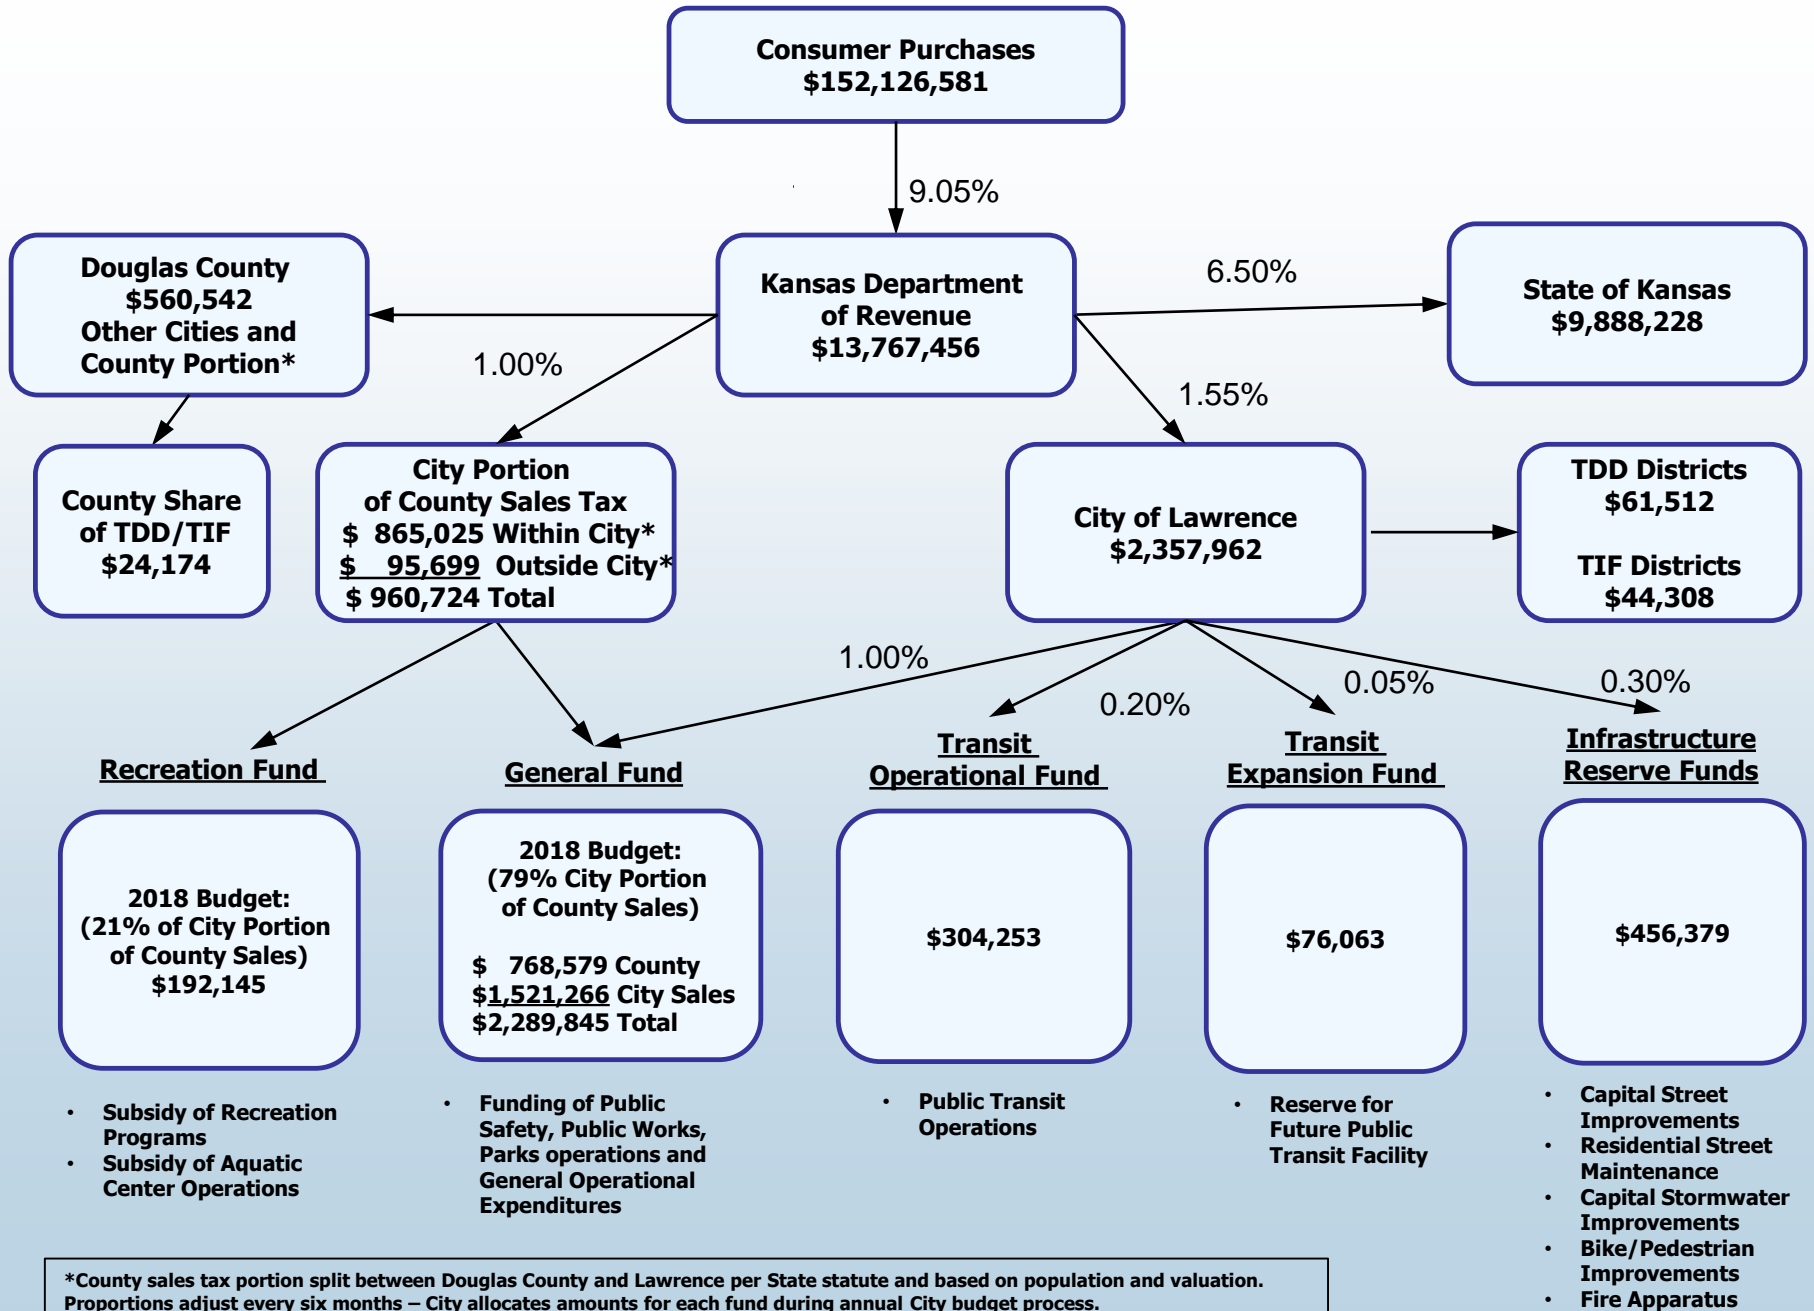 Consumer Purchases
$152,126,581
9.05%
Douglas County
$560,542
Other Cities and
County Portion*
Kansas Department
of Revenue
$13,767,456
6.50%
State of Kansas
$9,888,228
1.00%
1.55%
County Share
of TDD/TIF
$24,174
City Portion
of County Sales Tax
$ 865,025 Within City*
$ 95,699 Outside City*
$ 960,724 Total
City of Lawrence
$2,357,962
TDD Districts
$61,512
TIF Districts
$44,308
1.00%
0.20%
0.05%
0.30%
Recreation Fund
General Fund
Transit
Operational Fund
Transit
Expansion Fund
Infrastructure
Reserve Funds
2018 Budget:
(21% of City Portion
of County Sales)
$192,145
2018 Budget:
(79% City Portion
of County Sales)
$ 768,579 County
$1,521,266 City Sales
$2,289,845 Total
$304,253
$76,063
$456,379
• Subsidy of Recreation
Programs
• Subsidy of Aquatic
Center Operations
• Funding of Public
Safety, Public Works,
Parks operations and
General Operational
Expenditures
• Public Transit
Operations
• Reserve for
Future Public
Transit Facility
• Capital Street
Improvements
• Residential Street
Maintenance
• Capital Stormwater
Improvements
• Bike/Pedestrian
Improvements
• Fire Apparatus
*County sales tax portion split between Douglas County and Lawrence per State statute and based on population and valuation.
Proportions adjust every six months – City allocates amounts for each fund during annual City budget process.